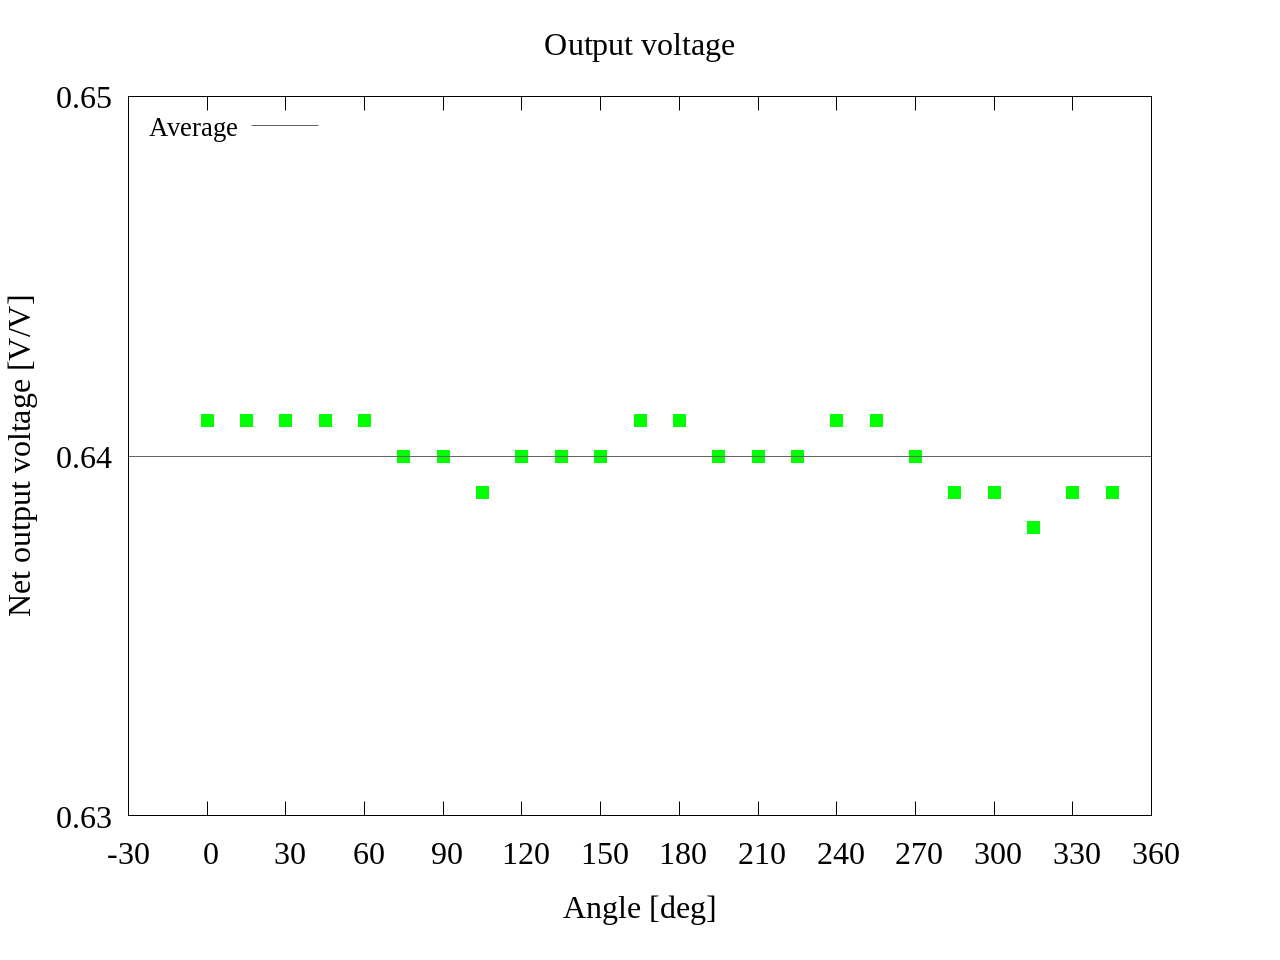 Output voltage
0.65
Average
0.64
0.63
Net output voltage [V/V]
-30 0 30 60 90 120 150 180 210 240 270 300 330 360
Angle [deg]